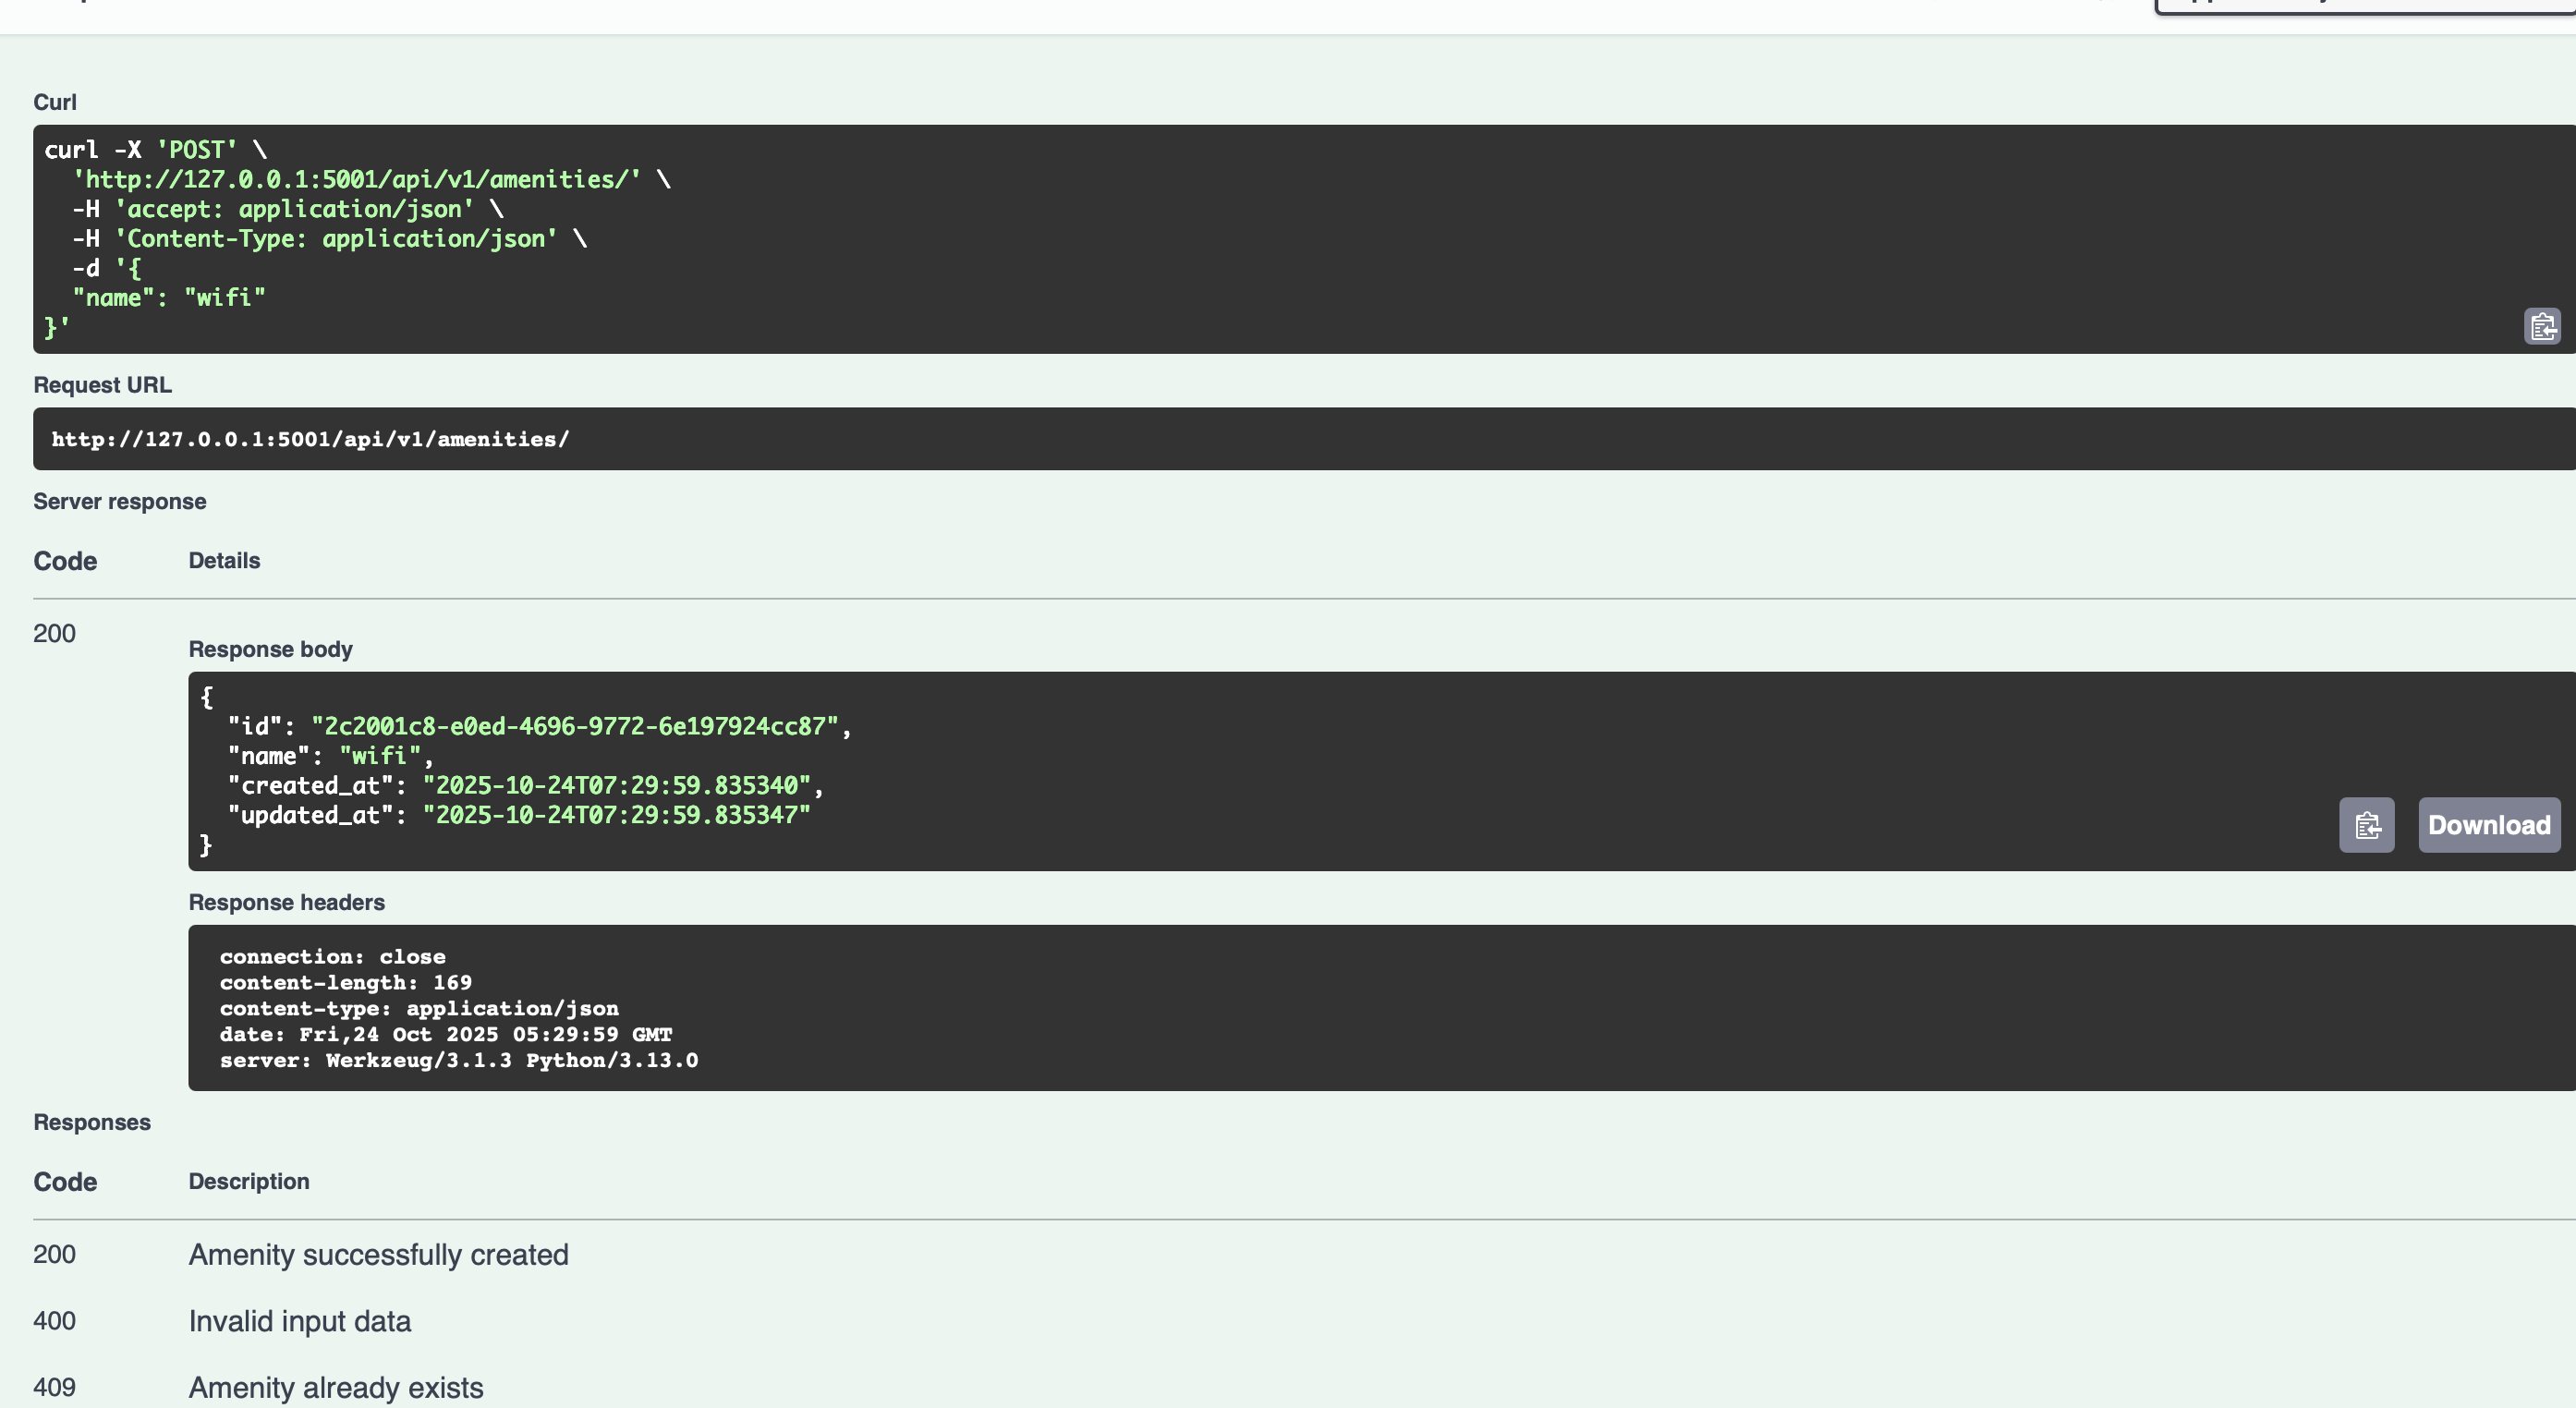 Curl
curl -X 'POST' \
'http://127.0.0.1:5001/api/v1/amenities/' \
-H 'accept: application/json' \
-H 'Content-Type: application/json' \
-d '{
"name": "wifi"
}'
Request URL
http://127.0.0.1:5001/api/v1/amenities/
Server response
Code Details
200
Response body
{
"id": "2c2001c8-e0ed-4696-9772-6e197924cc87",
"name": "wifi",
"created_at": "2025-10-24T07:29:59.835340",
"updated_at": "2025-10-24T07:29:59.835347"
}
Download
Response headers
connection: close
content-length: 169
content-type: application/json
date: Fri,24 Oct 2025 05:29:59 GMT
server: Werkzeug/3.1.3 Python/3.13.0
Responses
Code Description
200 Amenity successfully created
400 Invalid input data
409 Amenity already exists